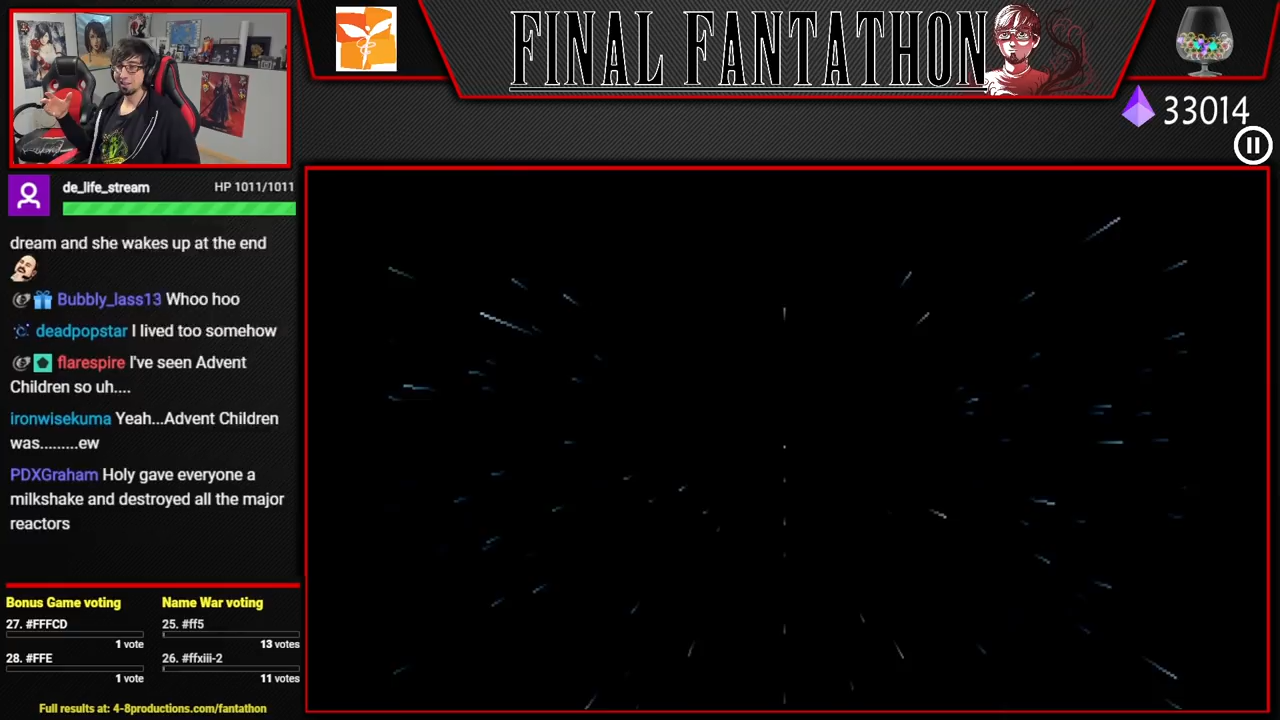 FINAL FANTATHON
33014
de_life_stream HP 1011/1011
dream and she wakes up at the end
Bubbly_lass13 Whoo hoo
deadpopstar I lived too somehow
flarespire I've seen Advent
Children so uh....
ironwisekuma Yeah...Advent Children
was.........ew
PDXGraham Holy gave everyone a
milkshake and destroyed all the major
reactors
Bonus Game voting
27. #FFFCD
1 vote
28. #FFE
1 vote
Name War voting
25. #ff5
13 votes
26. #ffxiii-2
11 votes
Full results at: 4-8productions.com/fantathon